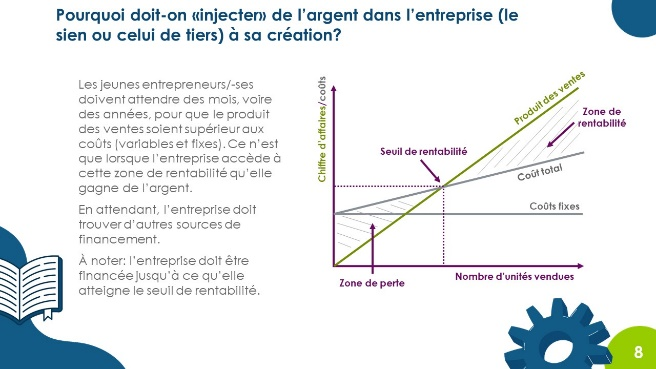 Pourquoi doit-on «injecter» de l’argent dans l’entreprise (le
sien ou celui de tiers) à sa création?
Les jeunes entrepreneurs/-ses
doivent attendre des mois, voire
des années, pour que le produit
des ventes soient supérieur aux
coûts (variables et fixes). Ce n’est
que lorsque l’entreprise accède à
cette zone de rentabilité qu’elle
gagne de l’argent.
En attendant, l’entreprise doit
trouver d’autres sources de
financement.
À noter: l’entreprise doit être
financée jusqu’à ce qu’elle
atteigne le seuil de rentabilité.
Chiffre d’affaires/coûts
Produit des ventes
Zone de
rentabilité
Seuil de rentabilité
Coût total
Coûts fixes
Nombre d’unités vendues
Zone de perte
8